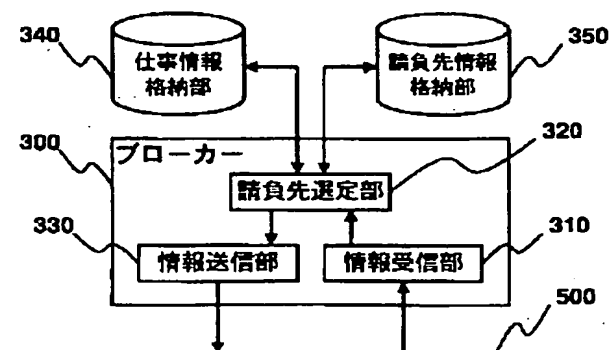 340
仕事情報
格納部
請負先情報
格納部
350
300
ブローカー
320
請負先選定部
330
情報送信部
情報受信部
310
500